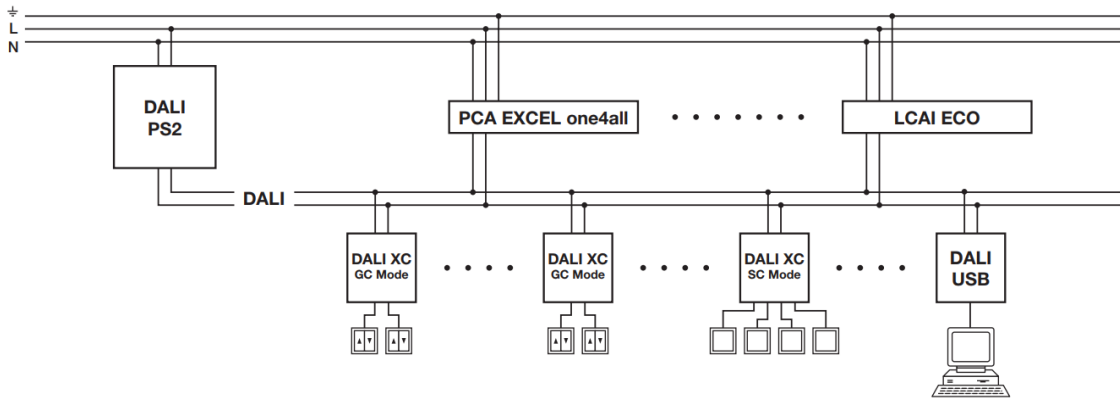 L
N
DALI
PS2
PCA EXCEL one4all
LCAI ECO
DALI
DALI XC
GC Mode
DALI XC
GC Mode
DALI XC
SC Mode
DALI
USB